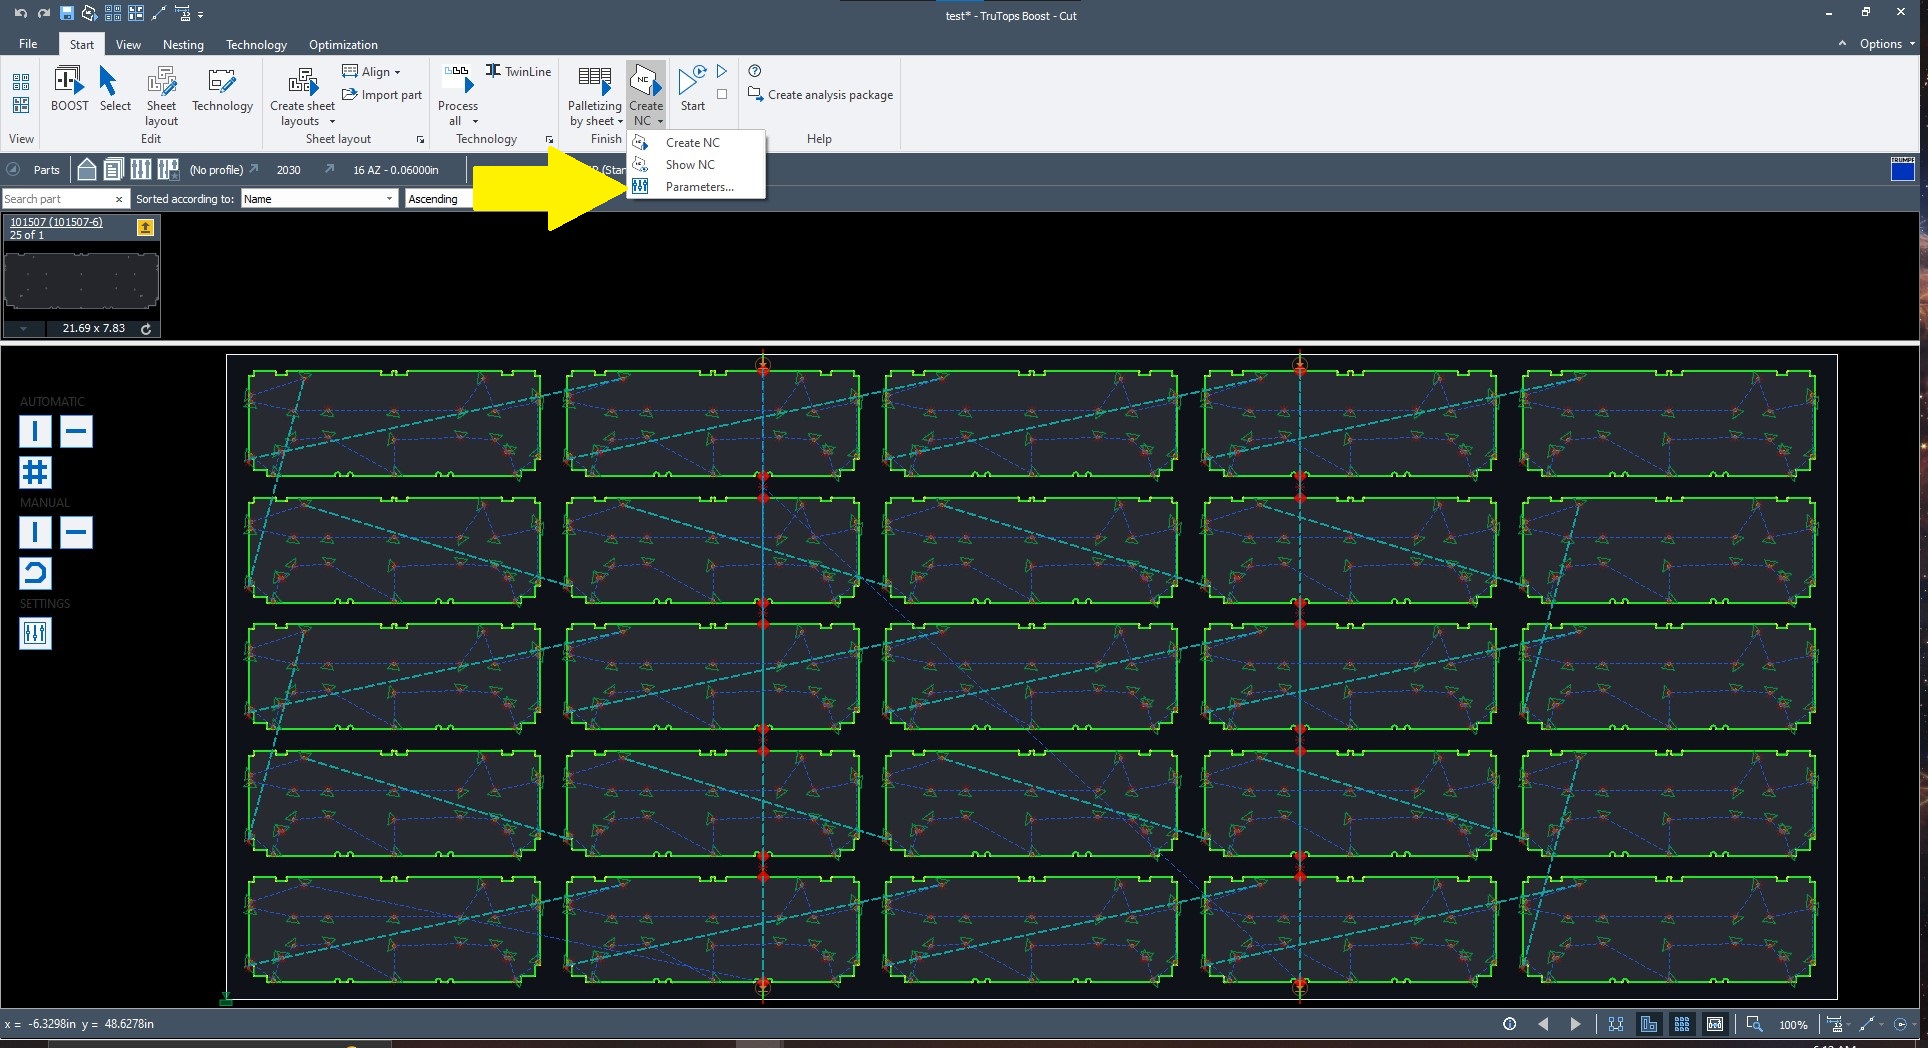 test* - TruTops Boost - Cut
File Start View Nesting Technology Optimization Options
BOOST Select Sheet layout Technology
Edit
View
Create sheet layouts
Align
Import part
Sheet layout
Process all
TwinLine
Technology
Palletizing by sheet
Finish
Create NC
Start
Create analysis package
Help
Create NC
Show NC
Parameters...
Parts (No profile) 2030 16 AZ - 0.06000in
TRUMPF
Search part Sorted according to: Name Ascending
101507 (101507-6)
25 of 1
21.69 x 7.83
AUTOMATIC
MANUAL
SETTINGS
x = -6.3298in y = 48.6278in
100%